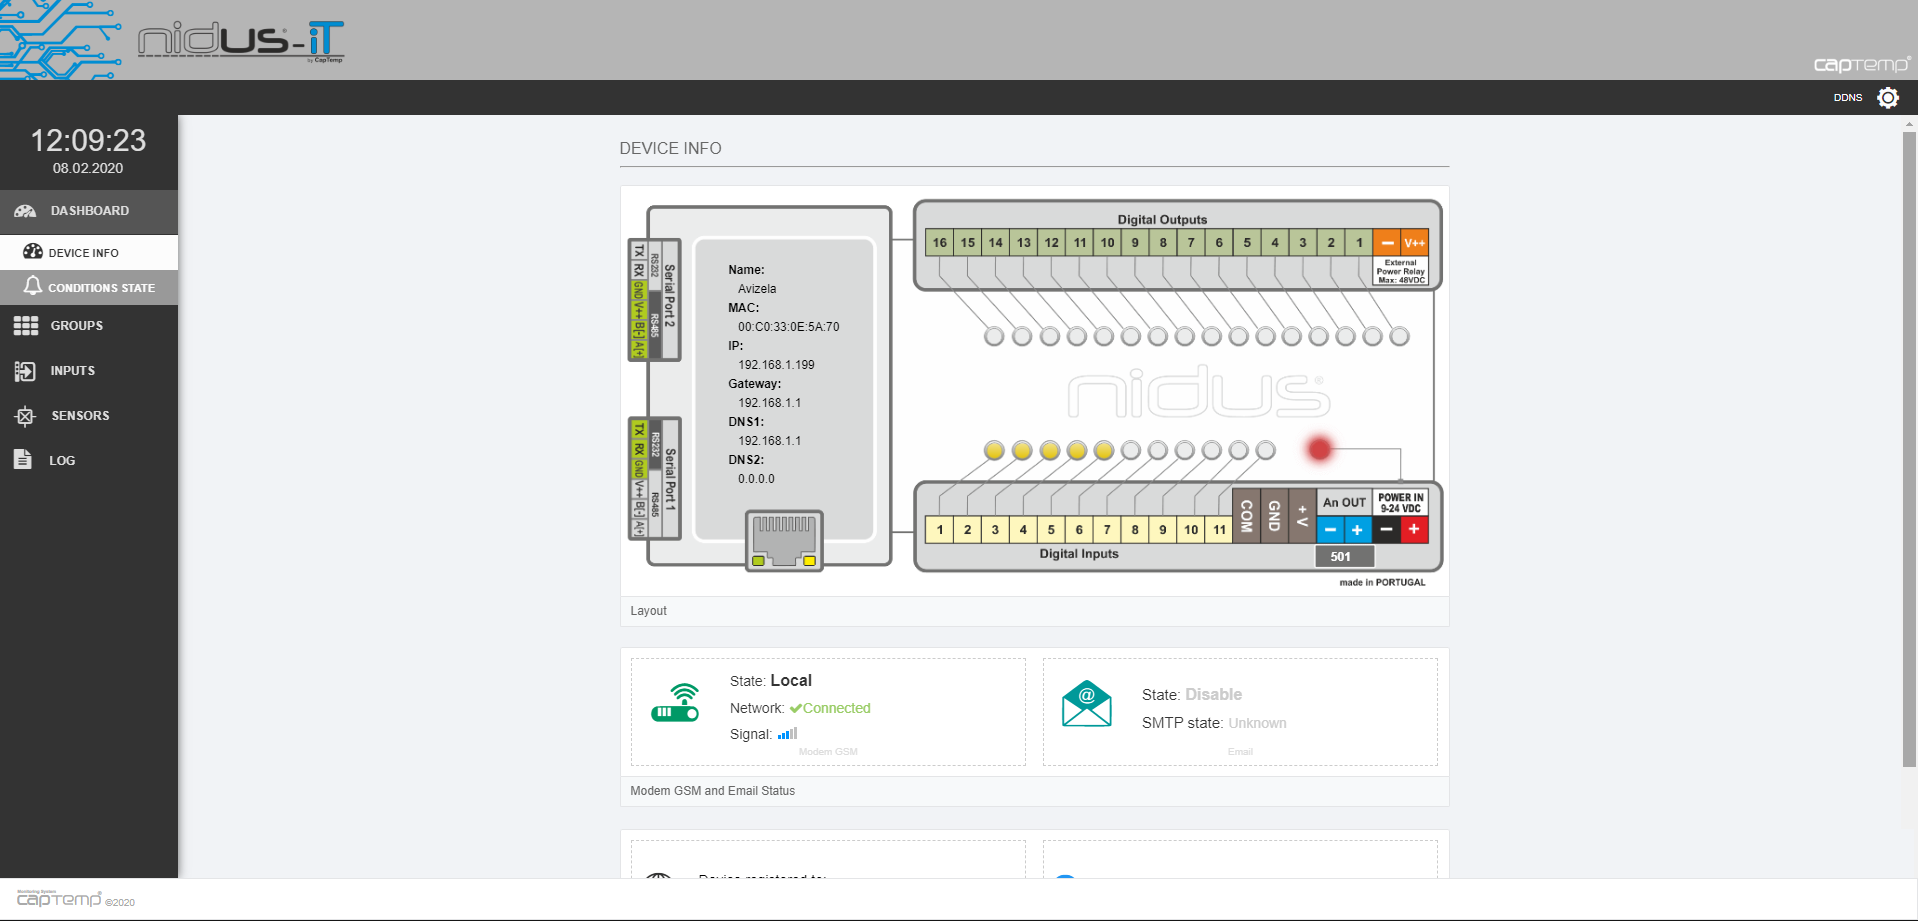 nidus®-iT
by CapTemp
capTemp®
DDNS
12:09:23
08.02.2020
DASHBOARD
DEVICE INFO
CONDITIONS STATE
GROUPS
INPUTS
SENSORS
LOG
DEVICE INFO
Digital Outputs
16 15 14 13 12 11 10 9 8 7 6 5 4 3 2 1 − V++
External
Power Relay
Max: 48VDC
TX RX GND V++ B[-] A[+]
RS232 RS485
Serial Port 2
Name:
Avizela
MAC:
00:C0:33:0E:5A:70
IP:
192.168.1.199
Gateway:
192.168.1.1
DNS1:
192.168.1.1
DNS2:
0.0.0.0
TX RX GND V++ B[-] A[+]
RS232 RS485
Serial Port 1
nidus®
1 2 3 4 5 6 7 8 9 10 11 COM GND + V
An OUT
POWER IN
9-24 VDC
− + − +
Digital Inputs
501
made in PORTUGAL
Layout
State: Local
Network: Connected
Signal:
Modem GSM
State: Disable
SMTP state: Unknown
Email
Modem GSM and Email Status
Device registered to:
Monitoring System
capTemp® ©2020